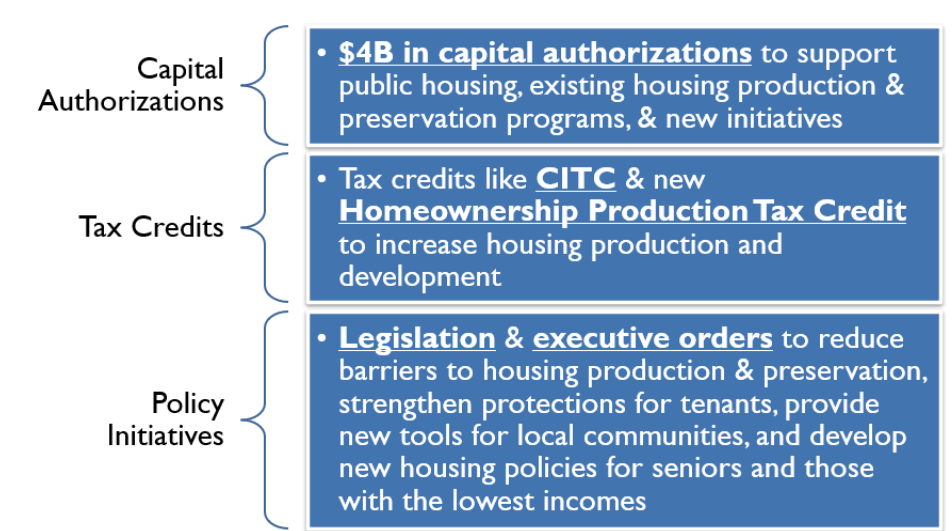 Capital
Authorizations
• $4B in capital authorizations to support
public housing, existing housing production &
preservation programs, & new initiatives
Tax Credits
• Tax credits like CITC & new
Homeownership Production Tax Credit
to increase housing production and
development
Policy
Initiatives
• Legislation & executive orders to reduce
barriers to housing production & preservation,
strengthen protections for tenants, provide
new tools for local communities, and develop
new housing policies for seniors and those
with the lowest incomes